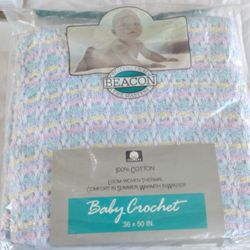 BEACON
100% COTTON
LOOM-WOVEN THERMAL
COMFORT IN SUMMER, WARMTH IN WINTER
Baby Crochet
36 x 50 IN.